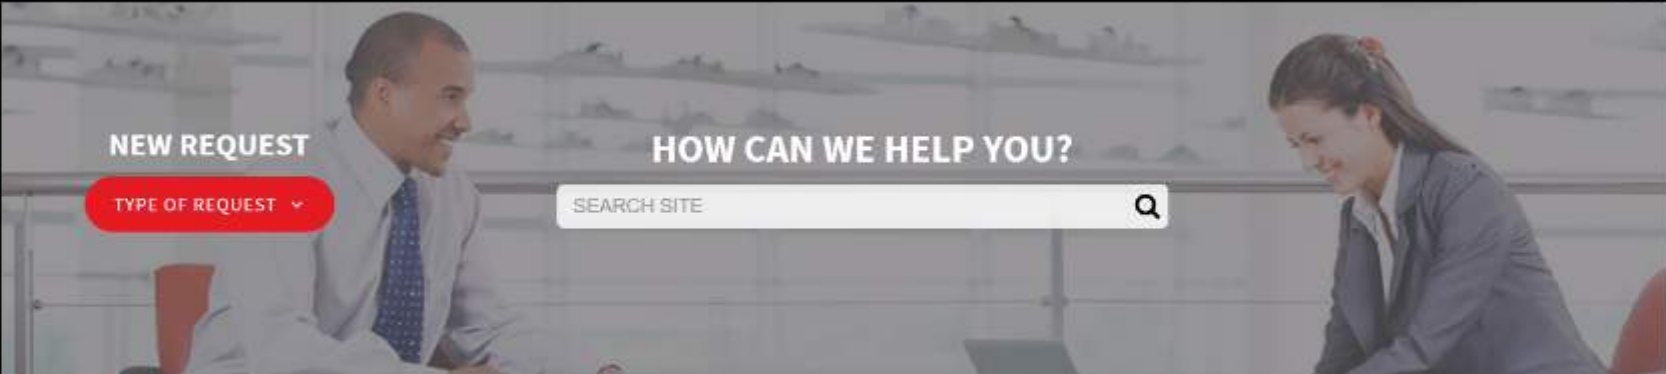 NEW REQUEST
TYPE OF REQUEST
HOW CAN WE HELP YOU?
SEARCH SITE